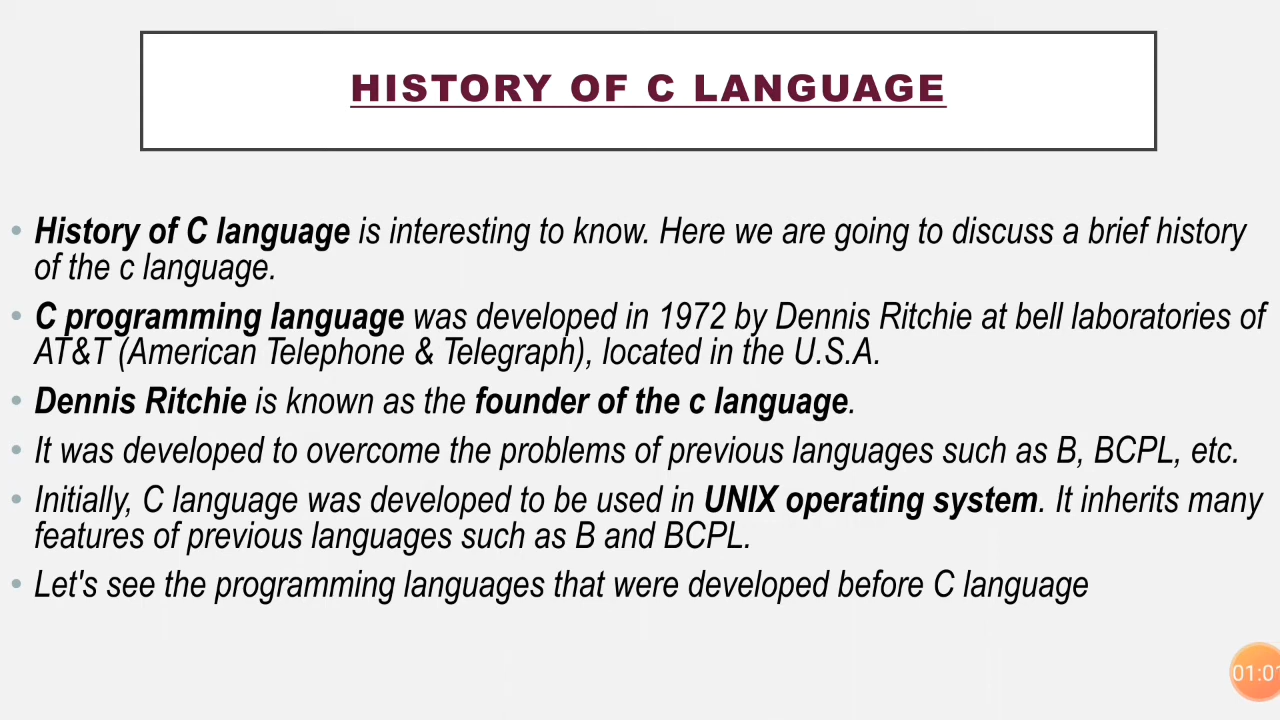 HISTORY OF C LANGUAGE
• History of C language is interesting to know. Here we are going to discuss a brief history
of the c language.
• C programming language was developed in 1972 by Dennis Ritchie at bell laboratories of
AT&T (American Telephone & Telegraph), located in the U.S.A.
• Dennis Ritchie is known as the founder of the c language.
• It was developed to overcome the problems of previous languages such as B, BCPL, etc.
• Initially, C language was developed to be used in UNIX operating system. It inherits many
features of previous languages such as B and BCPL.
• Let's see the programming languages that were developed before C language